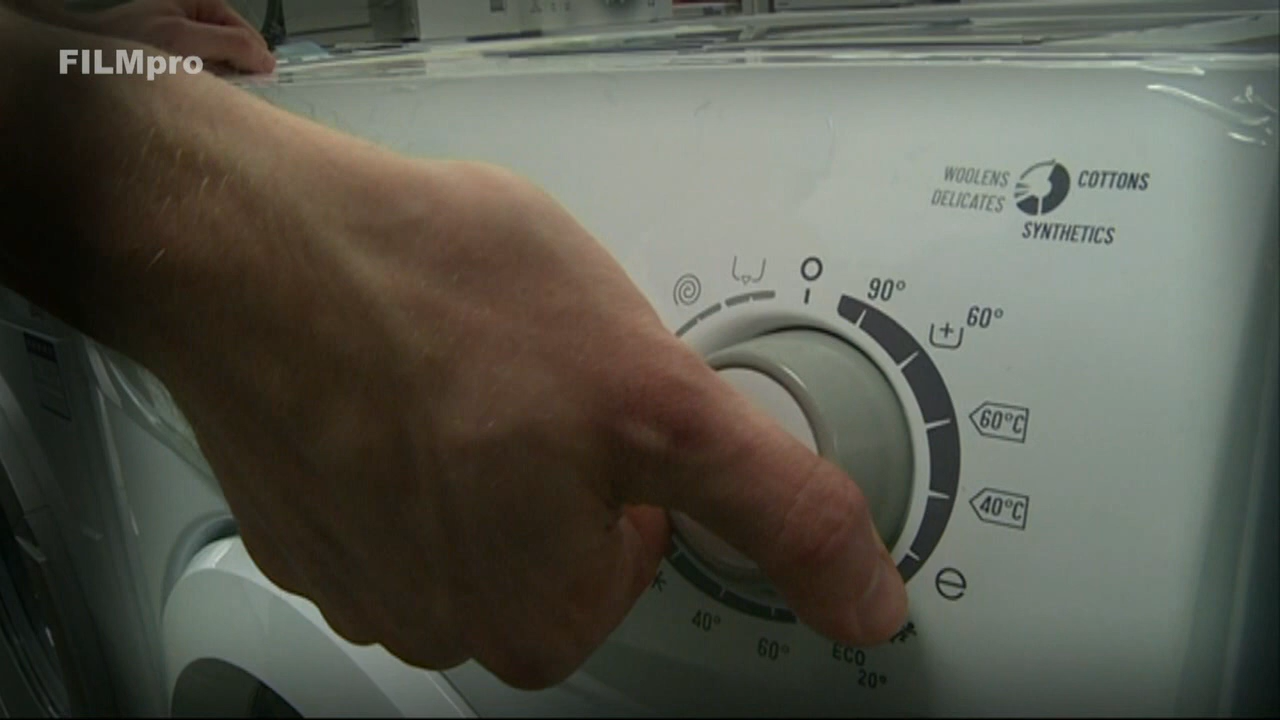 FILMpro
WOOLENS
COTTONS
DELICATES
SYNTHETICS
90°
60°
60°C
40°C
40°
60°
ECO
20°